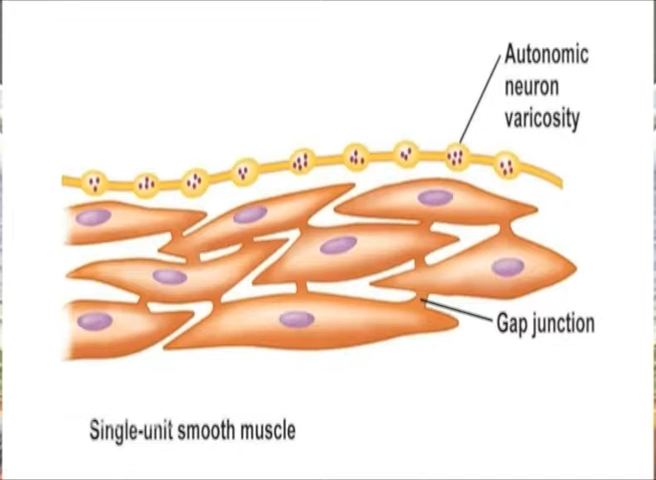 Autonomic
neuron
varicosity
Gap junction
Single-unit smooth muscle